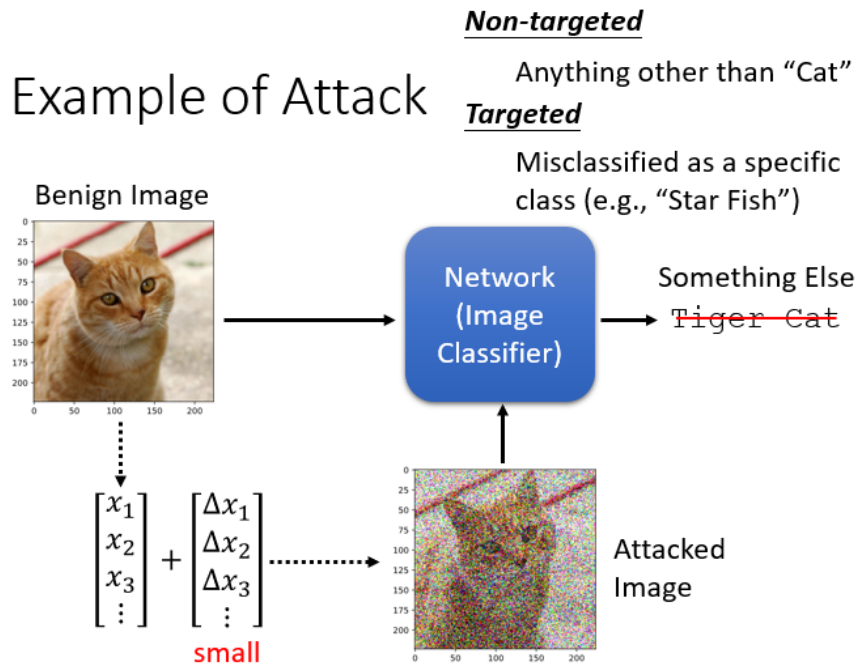 Example of Attack
Non-targeted
Anything other than “Cat”
Targeted
Misclassified as a specific
class (e.g., “Star Fish”)
Benign Image
0
25
50
75
100
125
150
175
200
0 50 100 150 200
Network
(Image
Classifier)
Something Else
Tiger Cat
x₁
x₂
x₃
⋮
+
Δx₁
Δx₂
Δx₃
⋮
small
0
25
50
75
100
125
150
175
200
0 50 100 150 200
Attacked
Image